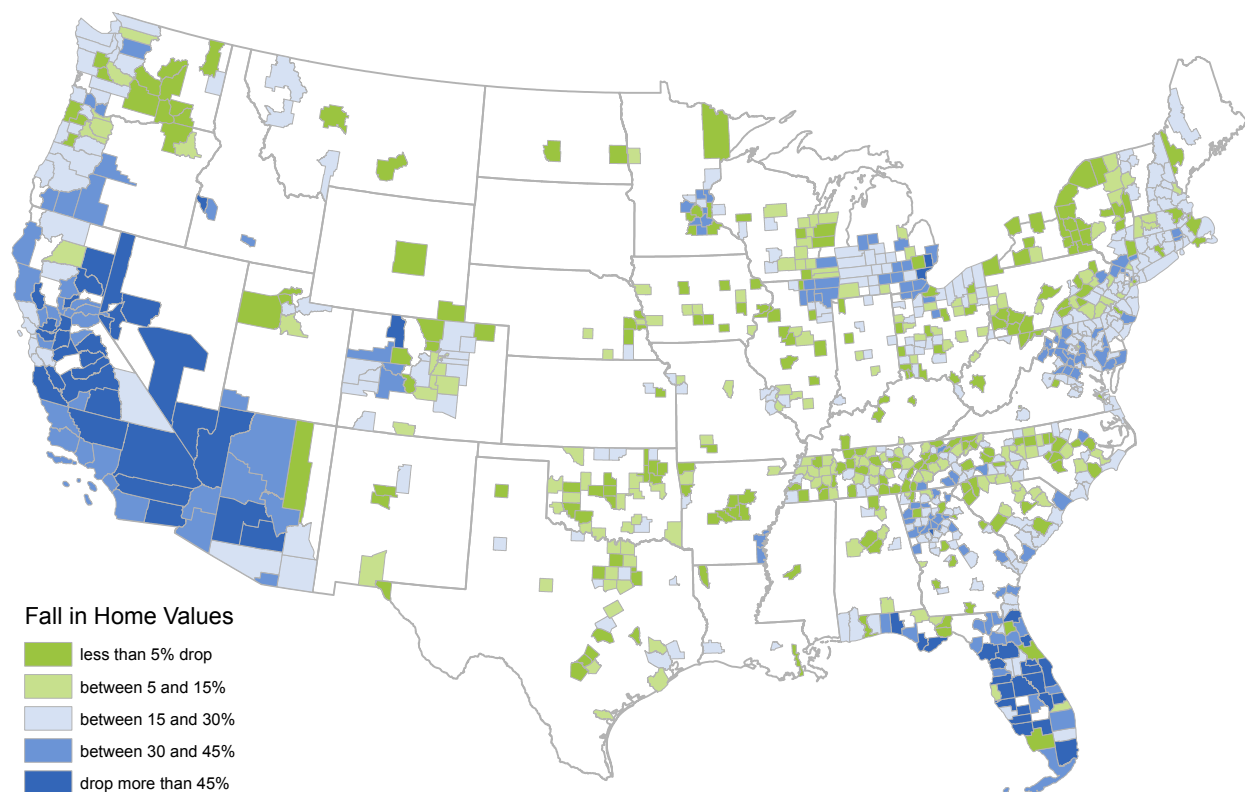 Fall in Home Values
less than 5% drop
between 5 and 15%
between 15 and 30%
between 30 and 45%
drop more than 45%